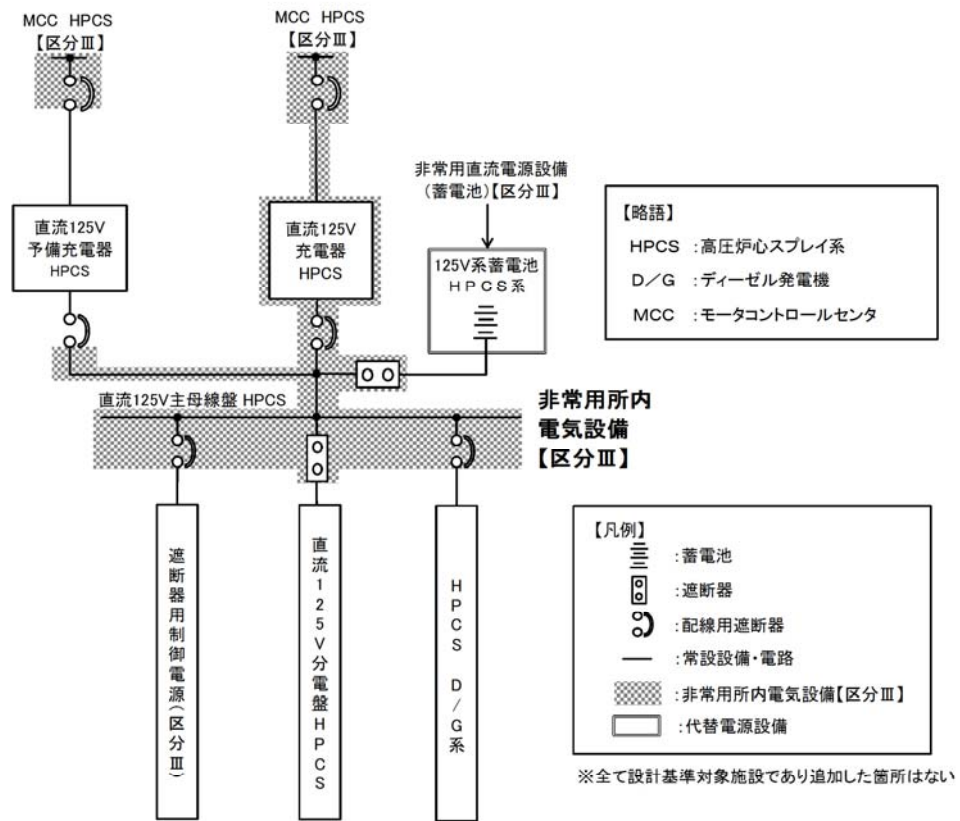 MCC HPCS
【区分Ⅲ】
MCC HPCS
【区分Ⅲ】
非常用直流電源設備
(蓄電池)【区分Ⅲ】
直流125V
予備充電器
HPCS
直流125V
充電器
HPCS
125V系蓄電池
HPCS系
【略語】
HPCS :高圧炉心スプレイ系
D/G :ディーゼル発電機
MCC :モータコントロールセンタ
直流125V主母線盤 HPCS
非常用所内
電気設備
【区分Ⅲ】
遮断器用制御電源(区分Ⅲ)
直流125V分電盤HPCS
HPCS D/G系
【凡例】
:蓄電池
:遮断器
:配線用遮断器
:常設設備・電路
:非常用所内電気設備【区分Ⅲ】
:代替電源設備
※全て設計基準対象施設であり追加した箇所はない